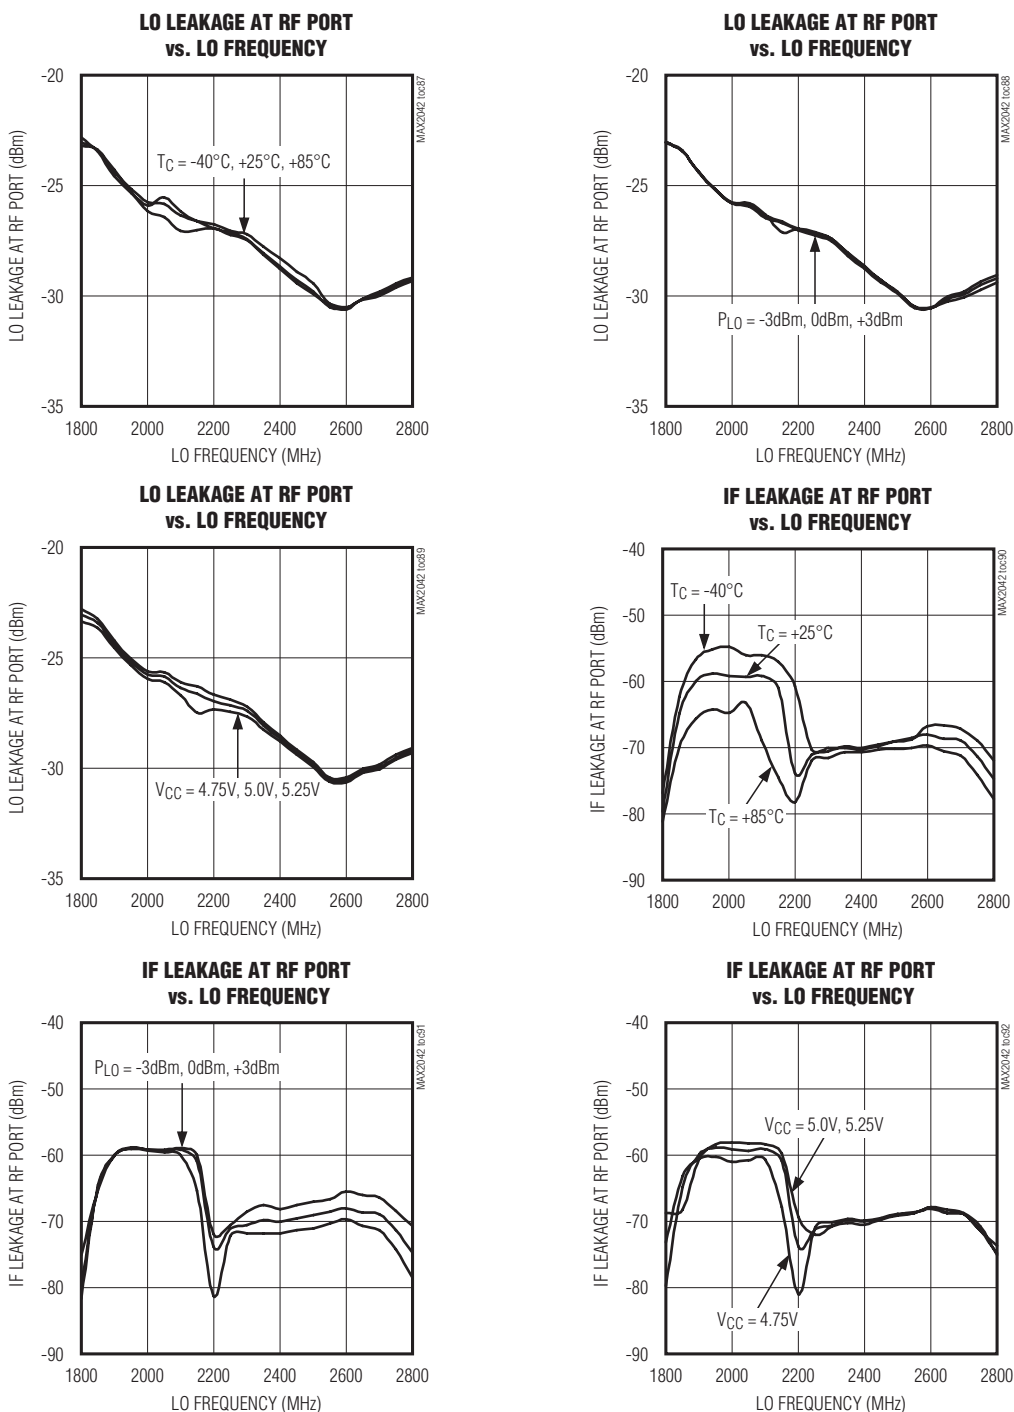 LO LEAKAGE AT RF PORT
vs. LO FREQUENCY
-20
-25
-30
-35
LO LEAKAGE AT RF PORT (dBm)
MAX2042 toc87
TC = -40°C, +25°C, +85°C
1800 2000 2200 2400 2600 2800
LO FREQUENCY (MHz)
LO LEAKAGE AT RF PORT
vs. LO FREQUENCY
-20
-25
-30
-35
LO LEAKAGE AT RF PORT (dBm)
MAX2042 toc88
PLO = -3dBm, 0dBm, +3dBm
1800 2000 2200 2400 2600 2800
LO FREQUENCY (MHz)
LO LEAKAGE AT RF PORT
vs. LO FREQUENCY
-20
-25
-30
-35
LO LEAKAGE AT RF PORT (dBm)
MAX2042 toc89
VCC = 4.75V, 5.0V, 5.25V
1800 2000 2200 2400 2600 2800
LO FREQUENCY (MHz)
IF LEAKAGE AT RF PORT
vs. LO FREQUENCY
-40
-50
-60
-70
-80
-90
IF LEAKAGE AT RF PORT (dBm)
MAX2042 toc90
TC = -40°C
TC = +25°C
TC = +85°C
1800 2000 2200 2400 2600 2800
LO FREQUENCY (MHz)
IF LEAKAGE AT RF PORT
vs. LO FREQUENCY
-40
-50
-60
-70
-80
-90
IF LEAKAGE AT RF PORT (dBm)
MAX2042 toc91
PLO = -3dBm, 0dBm, +3dBm
1800 2000 2200 2400 2600 2800
LO FREQUENCY (MHz)
IF LEAKAGE AT RF PORT
vs. LO FREQUENCY
-40
-50
-60
-70
-80
-90
IF LEAKAGE AT RF PORT (dBm)
MAX2042 toc92
VCC = 5.0V, 5.25V
VCC = 4.75V
1800 2000 2200 2400 2600 2800
LO FREQUENCY (MHz)